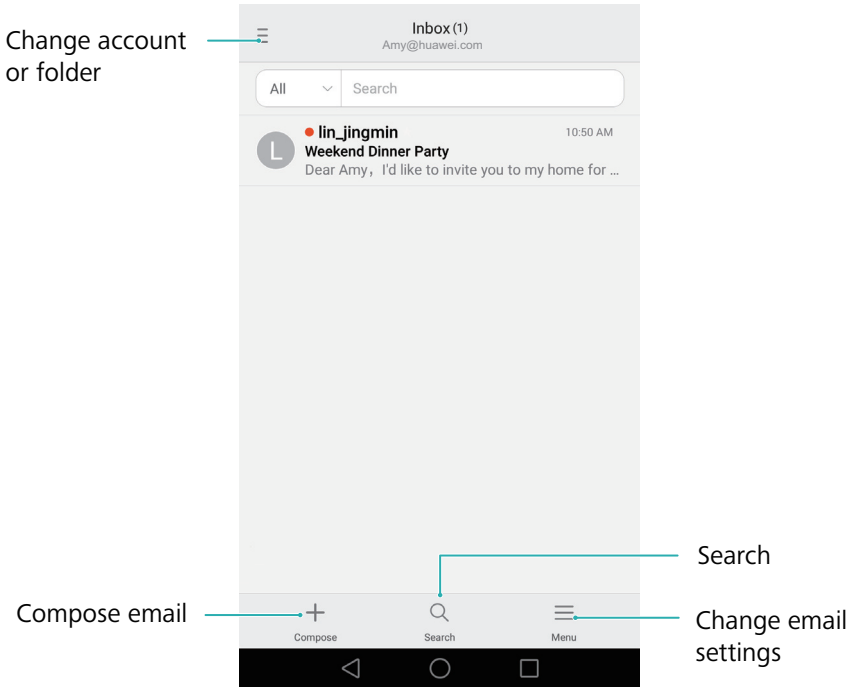 Change account
or folder
Inbox (1)
Amy@huawei.com
All
Search
L
lin_jingmin
10:50 AM
Weekend Dinner Party
Dear Amy，I'd like to invite you to my home for ...
Search
Compose email
Compose
Search
Menu
Change email
settings